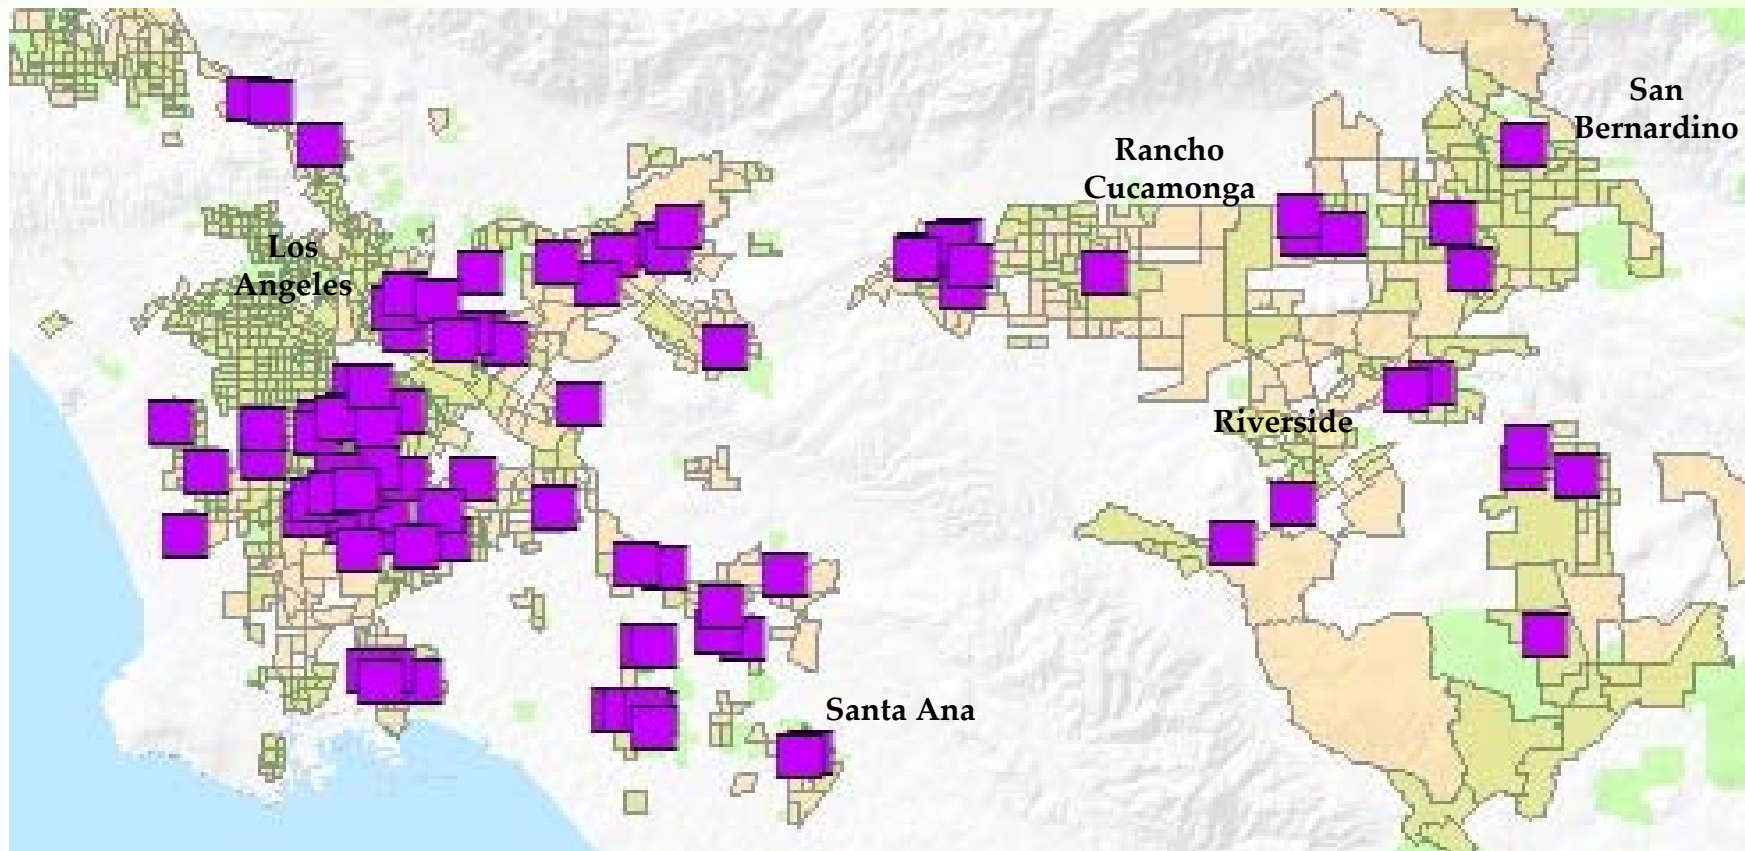 San
Bernardino
Rancho
Cucamonga
Los
Angeles
Riverside
Santa Ana